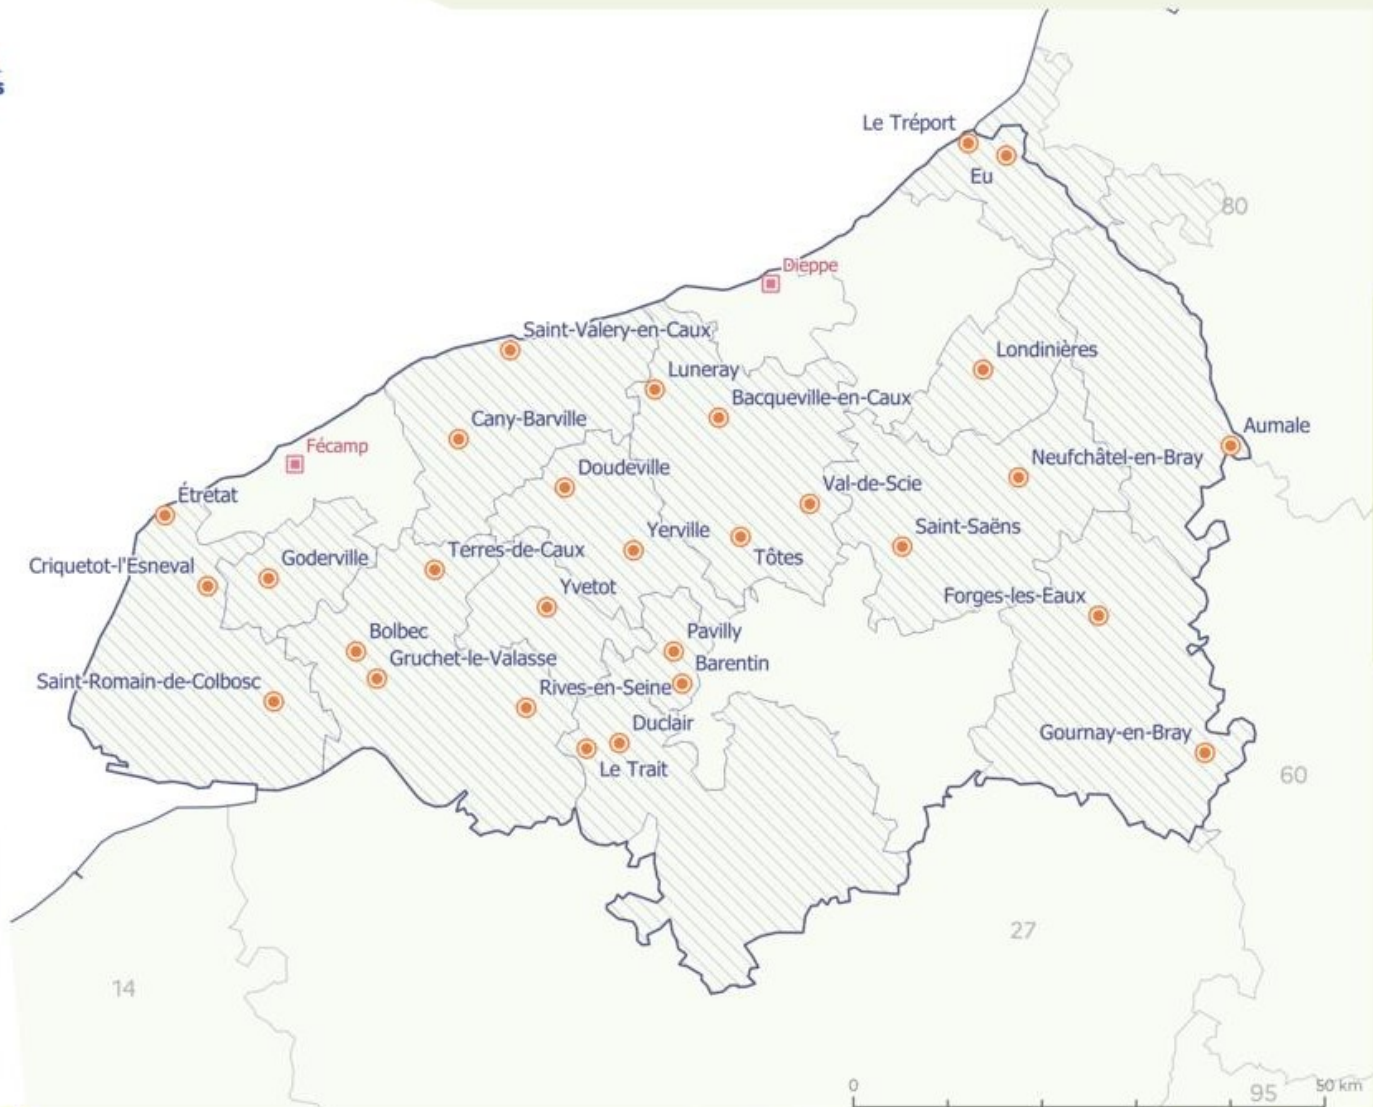 s
Le Tréport
Eu
80
Dieppe
Saint-Valery-en-Caux
Londinières
Luneray
Bacqueville-en-Caux
Cany-Barville
Aumale
Fécamp
Neufchâtel-en-Bray
Doudeville
Val-de-Scie
Étretat
Saint-Saëns
Yerville
Terres-de-Caux
Tôtes
Goderville
Criquetot-l'Esneval
Yvetot
Forges-les-Eaux
Bolbec
Pavilly
Gruchet-le-Valasse
Barentin
Saint-Romain-de-Colbosc
Rives-en-Seine
Duclair
Gournay-en-Bray
Le Trait
60
27
14
0
50 km
95